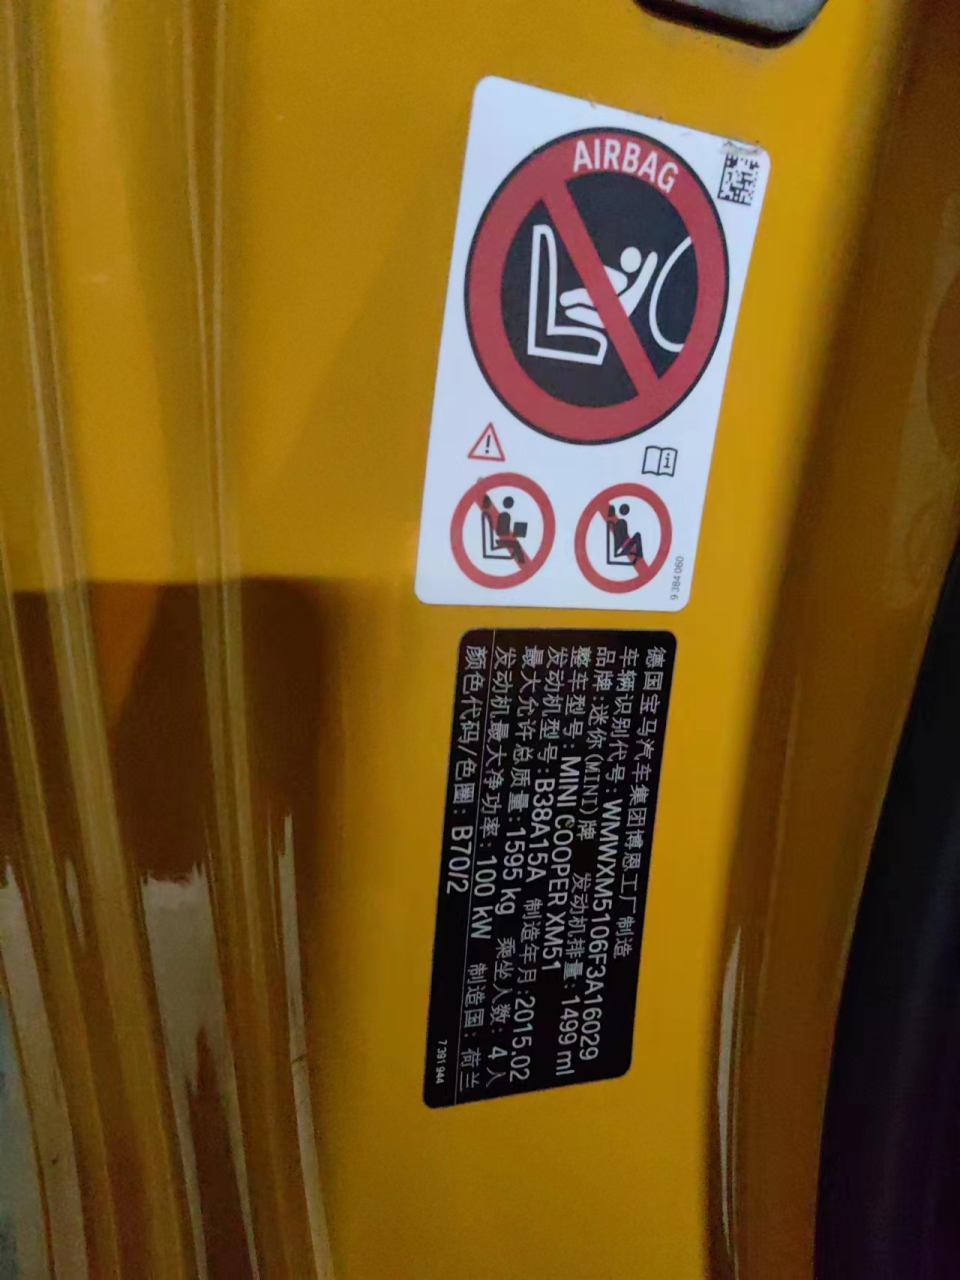 AIRBAG
9 384 060
德国宝马汽车集团博恩工厂制造
车辆识别代号:WMWXM5106F3A16029
品牌:迷你(MINI)牌 发动机排量:1499 ml
整车型号:MINI COOPER XM51
发动机型号:B38A15A 制造年月:2015.02
最大允许总质量:1595 kg 乘坐人数: 4人
发动机最大净功率:100 kW 制造国: 荷兰
颜色代码/色圈: B70/2
7 391 944